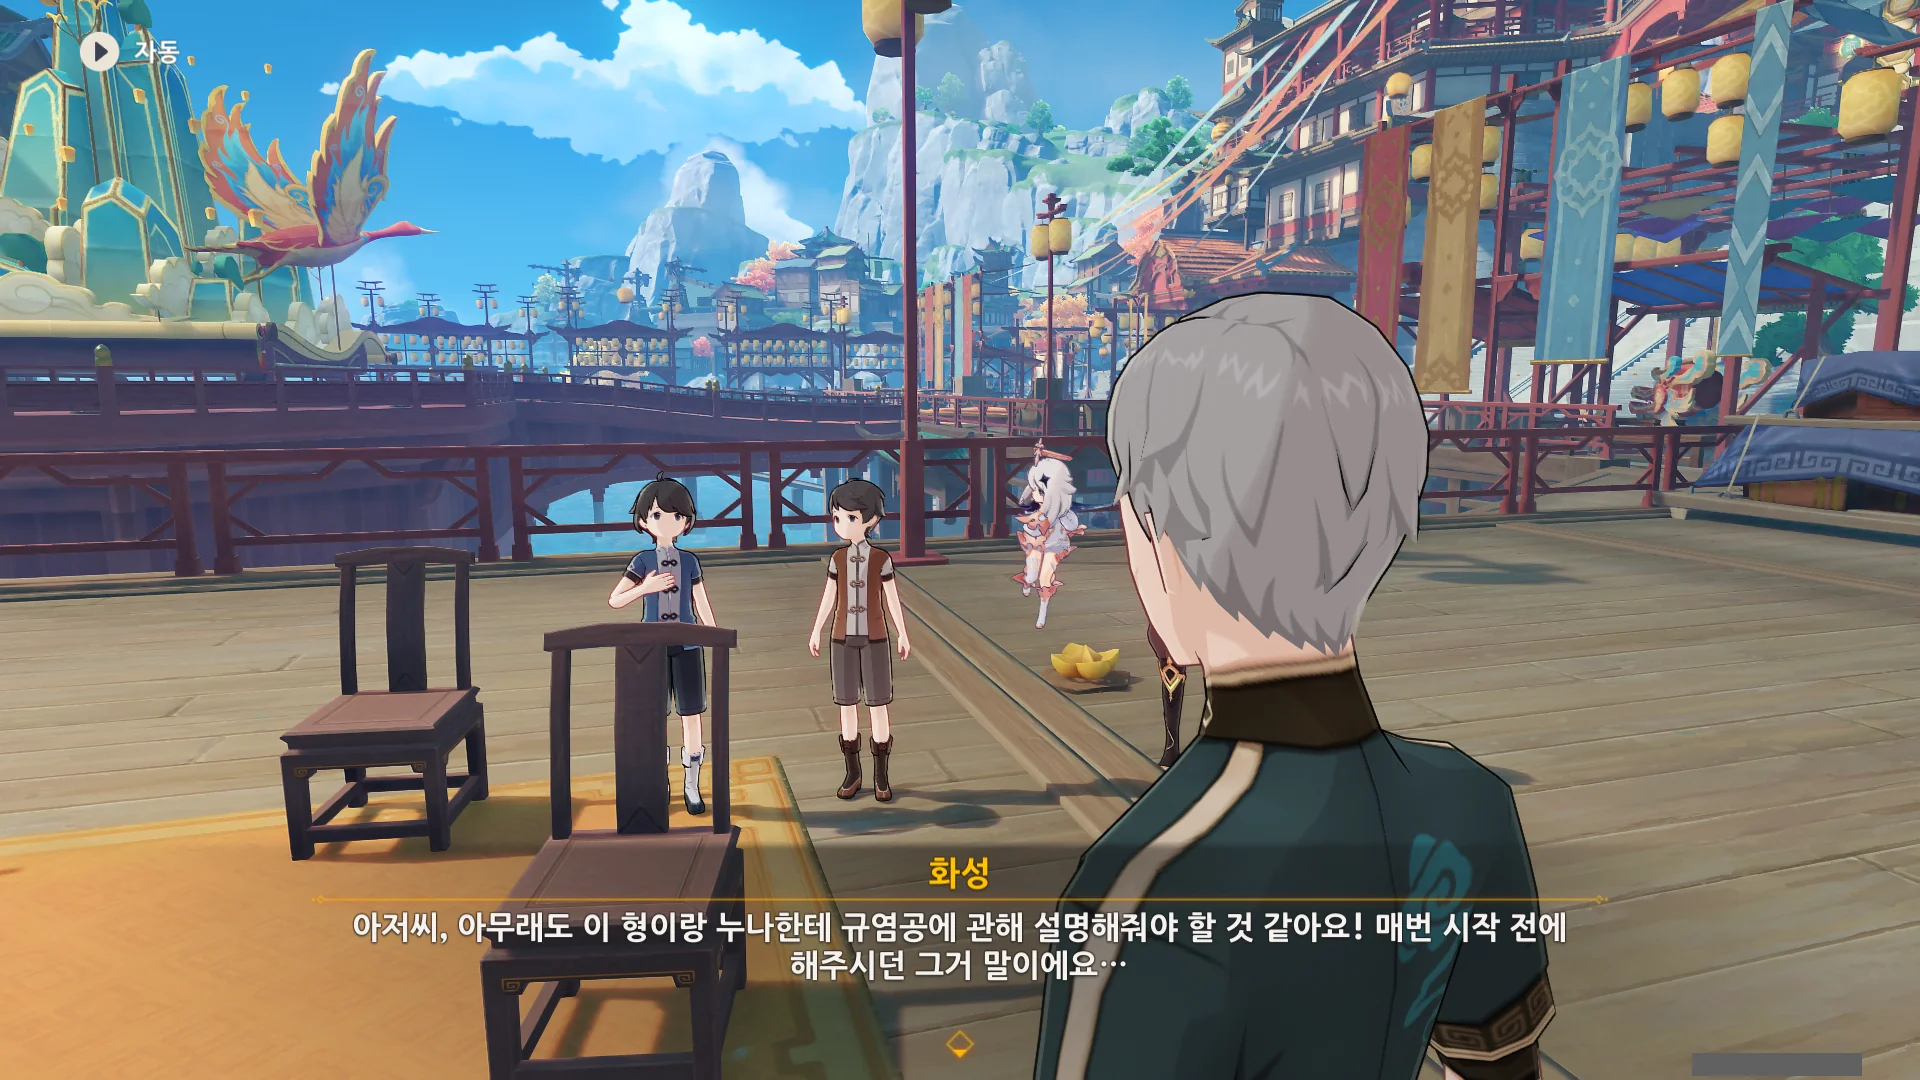 자동
화성
아저씨, 아무래도 이 형이랑 누나한테 규염공에 관해 설명해줘야 할 것 같아요! 매번 시작 전에
해주시던 그거 말이에요…